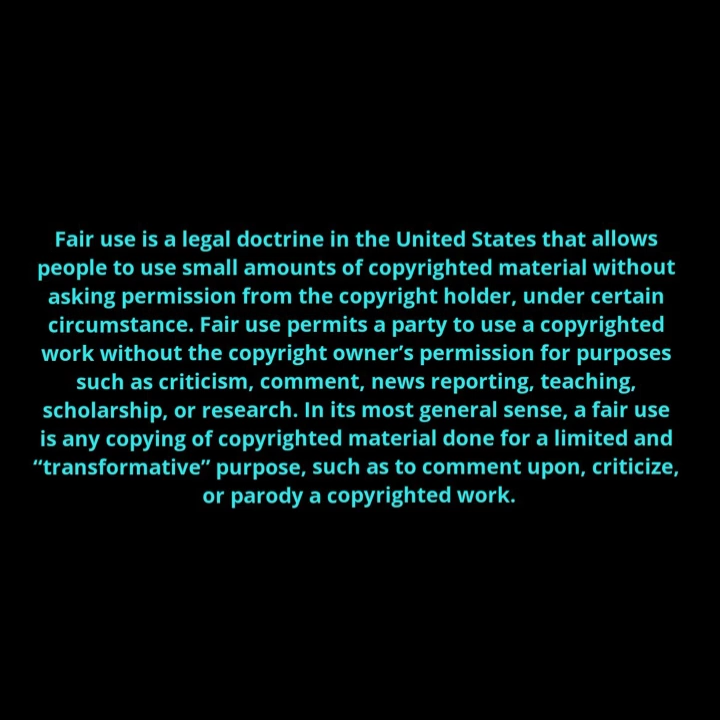 Fair use is a legal doctrine in the United States that allows
people to use small amounts of copyrighted material without
asking permission from the copyright holder, under certain
circumstance. Fair use permits a party to use a copyrighted
work without the copyright owner’s permission for purposes
such as criticism, comment, news reporting, teaching,
scholarship, or research. In its most general sense, a fair use
is any copying of copyrighted material done for a limited and
“transformative” purpose, such as to comment upon, criticize,
or parody a copyrighted work.